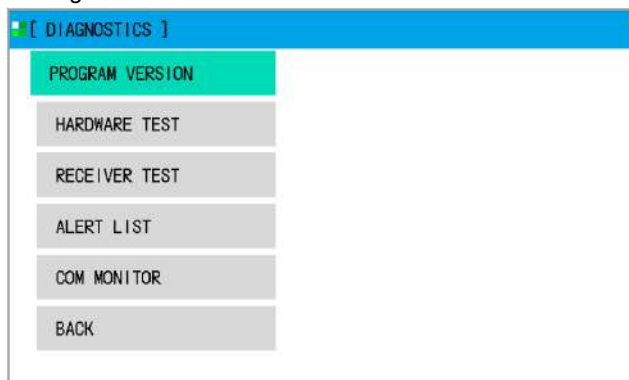 [ DIAGNOSTICS ]
PROGRAM VERSION
HARDWARE TEST
RECEIVER TEST
ALERT LIST
COM MONITOR
BACK